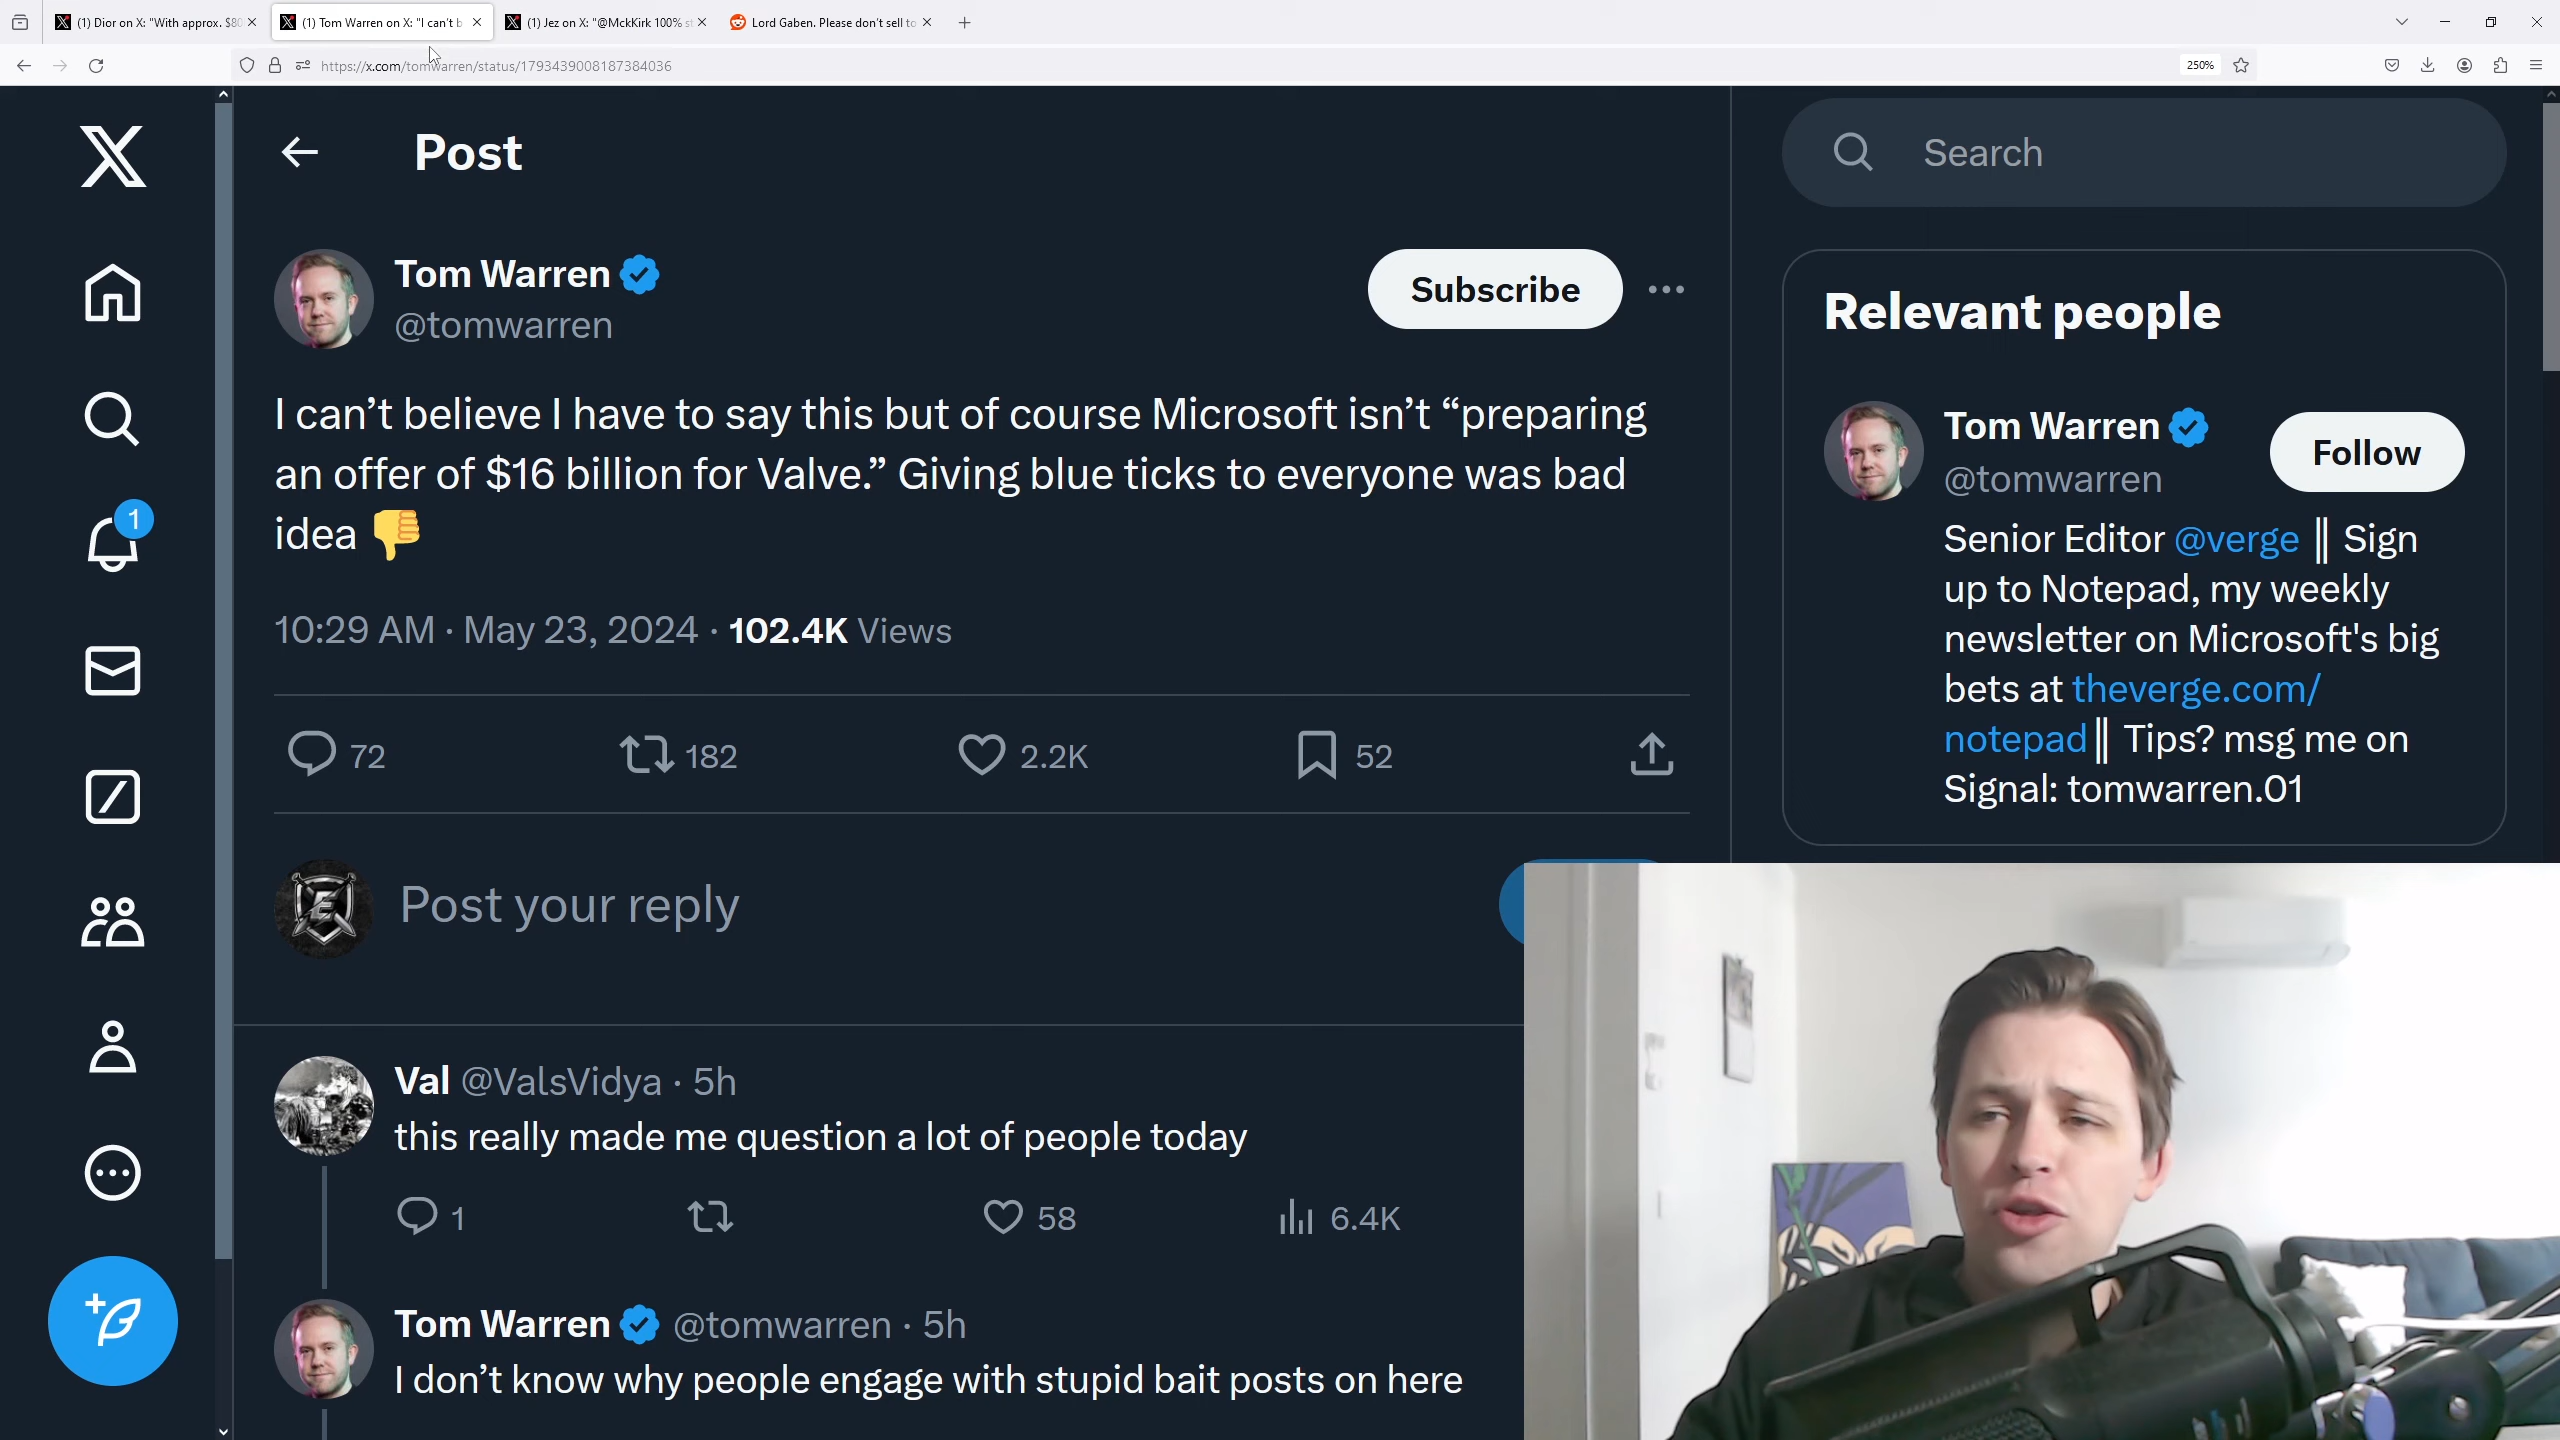 (1) Dior on X: "With approx. $80
(1) Tom Warren on X: "I can't b
(1) Jez on X: "@MckKirk 100% st
Lord Gaben. Please don't sell to
https://x.com/tomwarren/status/1793439008187384036
250%
Post
Search
Tom Warren
@tomwarren
Subscribe
I can’t believe I have to say this but of course Microsoft isn’t “preparing
an offer of $16 billion for Valve.” Giving blue ticks to everyone was bad
idea 👎
10:29 AM · May 23, 2024 · 102.4K Views
72
182
2.2K
52
Post your reply
Val @ValsVidya · 5h
this really made me question a lot of people today
1
58
6.4K
Tom Warren @tomwarren · 5h
I don’t know why people engage with stupid bait posts on here
1
Relevant people
Tom Warren
@tomwarren
Follow
Senior Editor @verge ║ Sign
up to Notepad, my weekly
newsletter on Microsoft's big
bets at theverge.com/
notepad║ Tips? msg me on
Signal: tomwarren.01